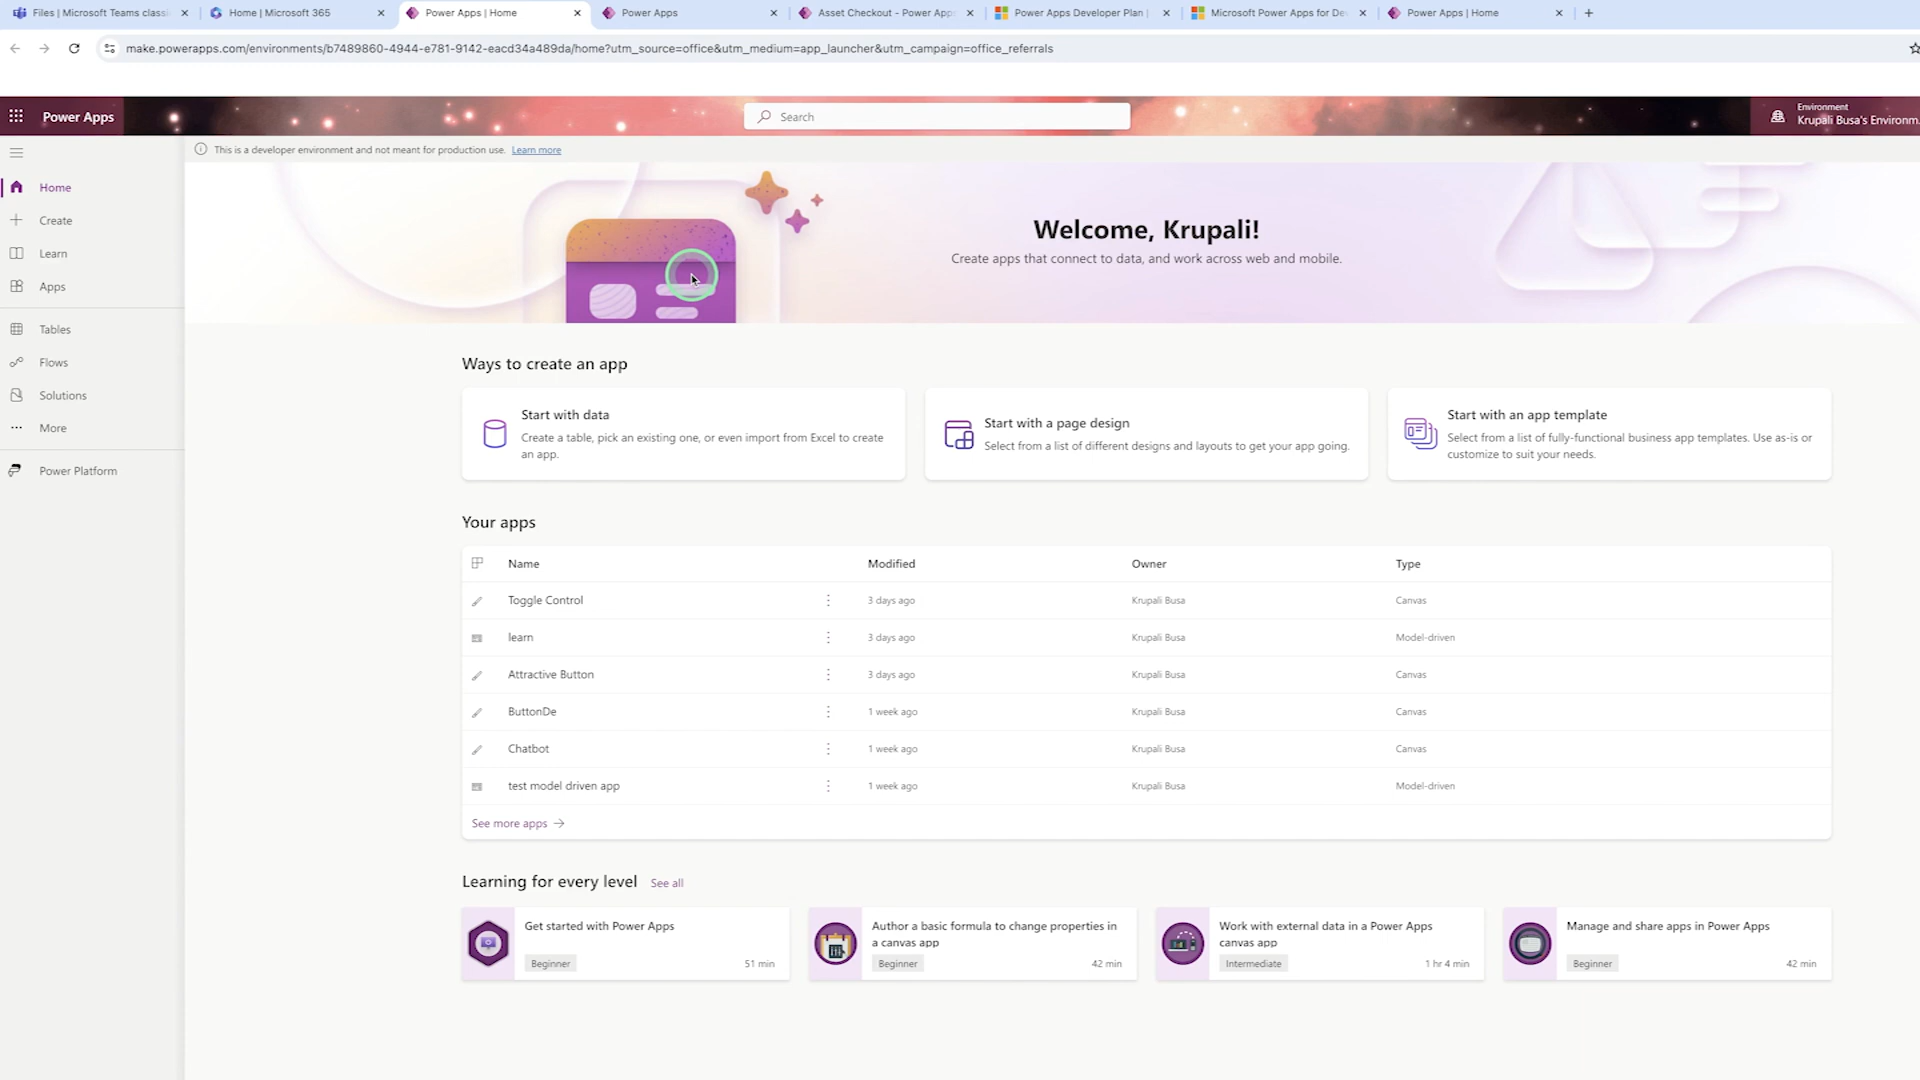 Files | Microsoft Teams classi
Home | Microsoft 365
Power Apps | Home
Power Apps
Asset Checkout - Power Apps
Power Apps Developer Plan |
Microsoft Power Apps for De
Power Apps | Home
make.powerapps.com/environments/b7489860-4944-e781-9142-eacd34a489da/home?utm_source=office&utm_medium=app_launcher&utm_campaign=office_referrals
Power Apps
Search
Environment
Krupali Busa's Environm.
This is a developer environment and not meant for production use. Learn more
Home
Create
Learn
Apps
Tables
Flows
Solutions
More
Power Platform
Welcome, Krupali!
Create apps that connect to data, and work across web and mobile.
Ways to create an app
Start with data
Create a table, pick an existing one, or even import from Excel to create
an app.
Start with a page design
Select from a list of different designs and layouts to get your app going.
Start with an app template
Select from a list of fully-functional business app templates. Use as-is or
customize to suit your needs.
Your apps
Name Modified Owner Type
Toggle Control 3 days ago Krupali Busa Canvas
learn 3 days ago Krupali Busa Model-driven
Attractive Button 3 days ago Krupali Busa Canvas
ButtonDe 1 week ago Krupali Busa Canvas
Chatbot 1 week ago Krupali Busa Canvas
test model driven app 1 week ago Krupali Busa Model-driven
See more apps
Learning for every level See all
Get started with Power Apps
Beginner 51 min
Author a basic formula to change properties in
a canvas app
Beginner 42 min
Work with external data in a Power Apps
canvas app
Intermediate 1 hr 4 min
Manage and share apps in Power Apps
Beginner 42 min